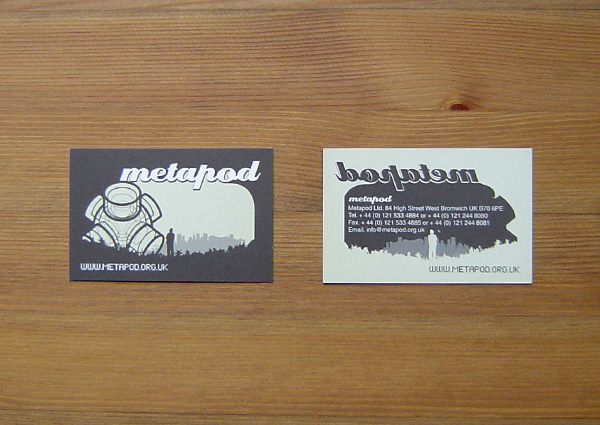 metapod
WWW.METAPOD.ORG.UK
metapod
metapod
Metapod Ltd. 84 High Street West Bromwich UK B70 6PE
Tel. + 44 (0) 121 533 4884 or + 44 (0) 121 244 8080
Fax. + 44 (0) 121 533 4885 or + 44 (0) 121 244 8081
Email. info@metapod.org.uk
WWW.METAPOD.ORG.UK